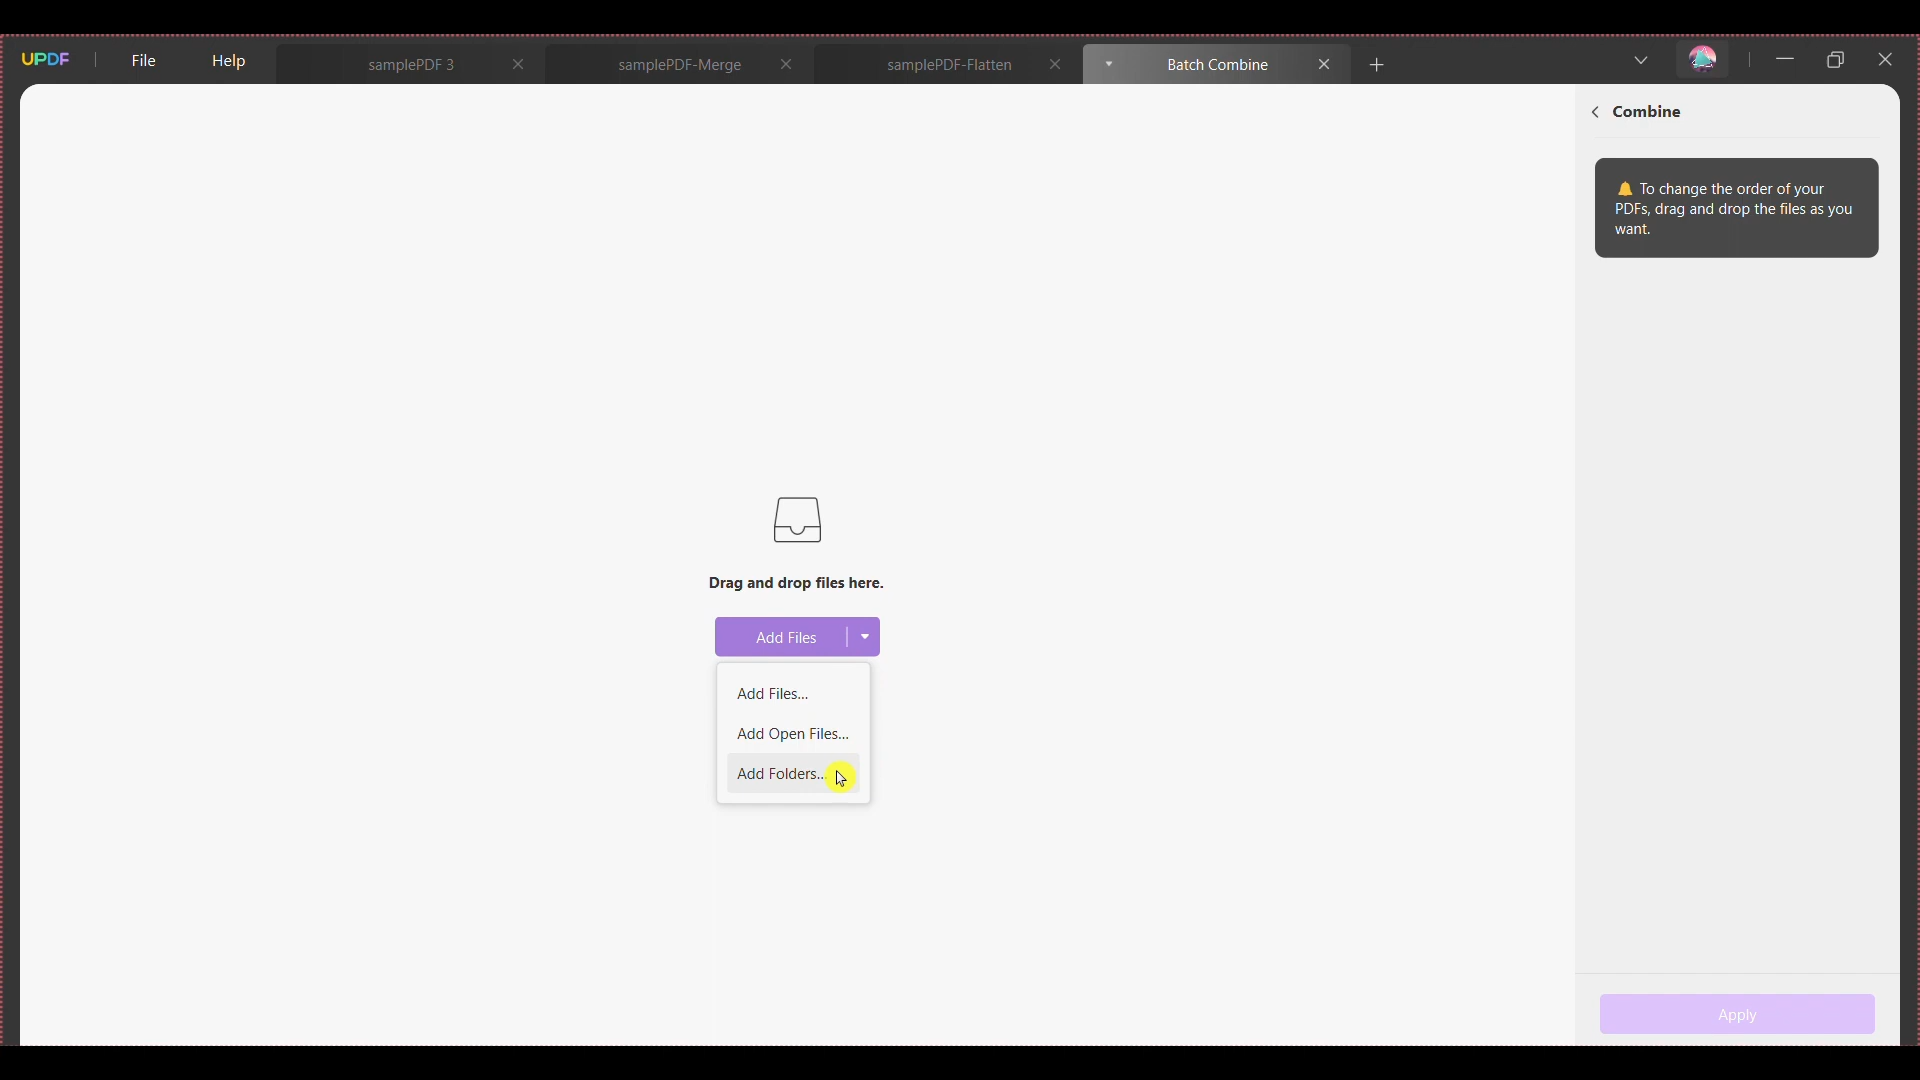 UPDF File Help samplePDF 3 samplePDF-Merge samplePDF-Flatten Batch Combine
Combine
To change the order of your
PDFs, drag and drop the files as you
want.
Drag and drop files here.
Add Files
Add Files...
Add Open Files...
Add Folders...
Apply